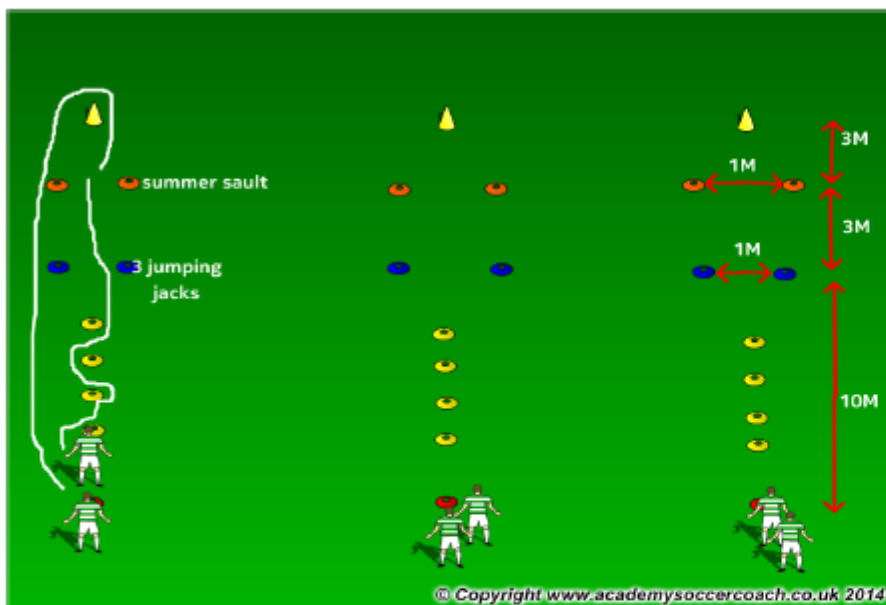 3M
1M
summer sault
3M
1M
3 jumping
jacks
10M
© Copyright www.academysoccercoach.co.uk 2014